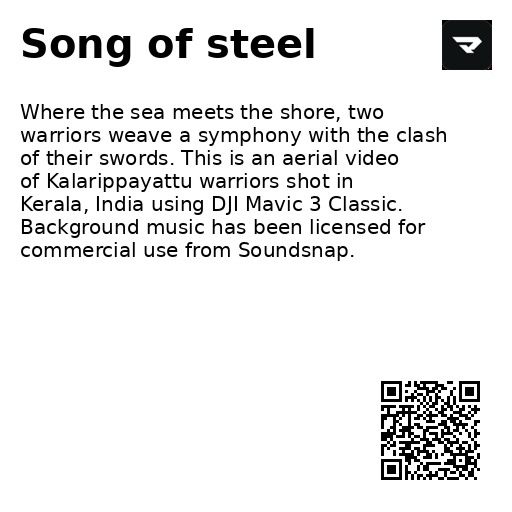 Song of steel
Where the sea meets the shore, two
warriors weave a symphony with the clash
of their swords. This is an aerial video
of Kalarippayattu warriors shot in
Kerala, India using DJI Mavic 3 Classic.
Background music has been licensed for
commercial use from Soundsnap.